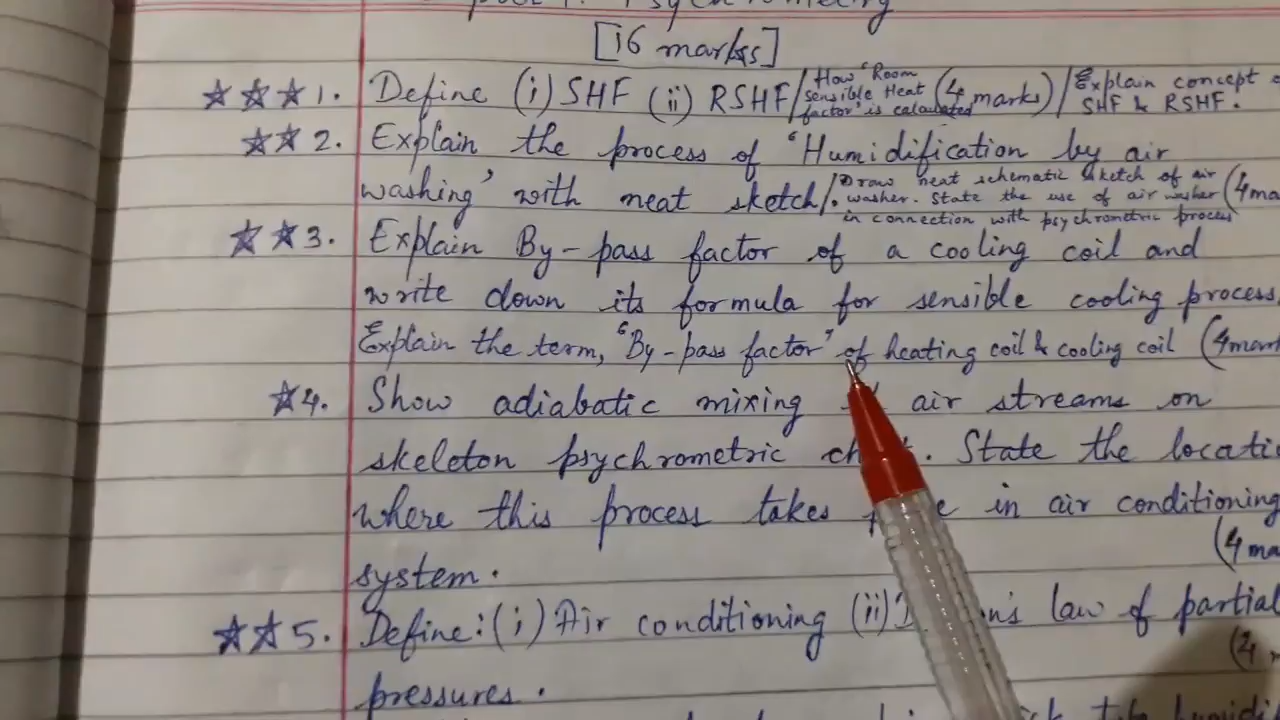 Psychrometry
[16 marks]
☆☆☆1. Define (i) SHF (ii) RSHF/How 'Room sensible Heat factor' is calculated (4 marks)/Explain concept
SHF & RSHF.
☆☆2. Explain the process of 'Humidification by air
washing' with neat sketch/Draw neat schematic sketch of air
washer. State the use of air washer (4
in connection with psychrometric process
☆☆3. Explain By-pass factor of a cooling coil and
write down its formula for sensible cooling process
Explain the term, 'By-pass factor' of heating coil & cooling coil (4
☆4. Show adiabatic mixing air streams on
skeleton psychrometric State the
where this process takes in air conditioning
(4
system.
☆☆5. Define: (i) Air conditioning (ii) law of partial
(4
pressures.